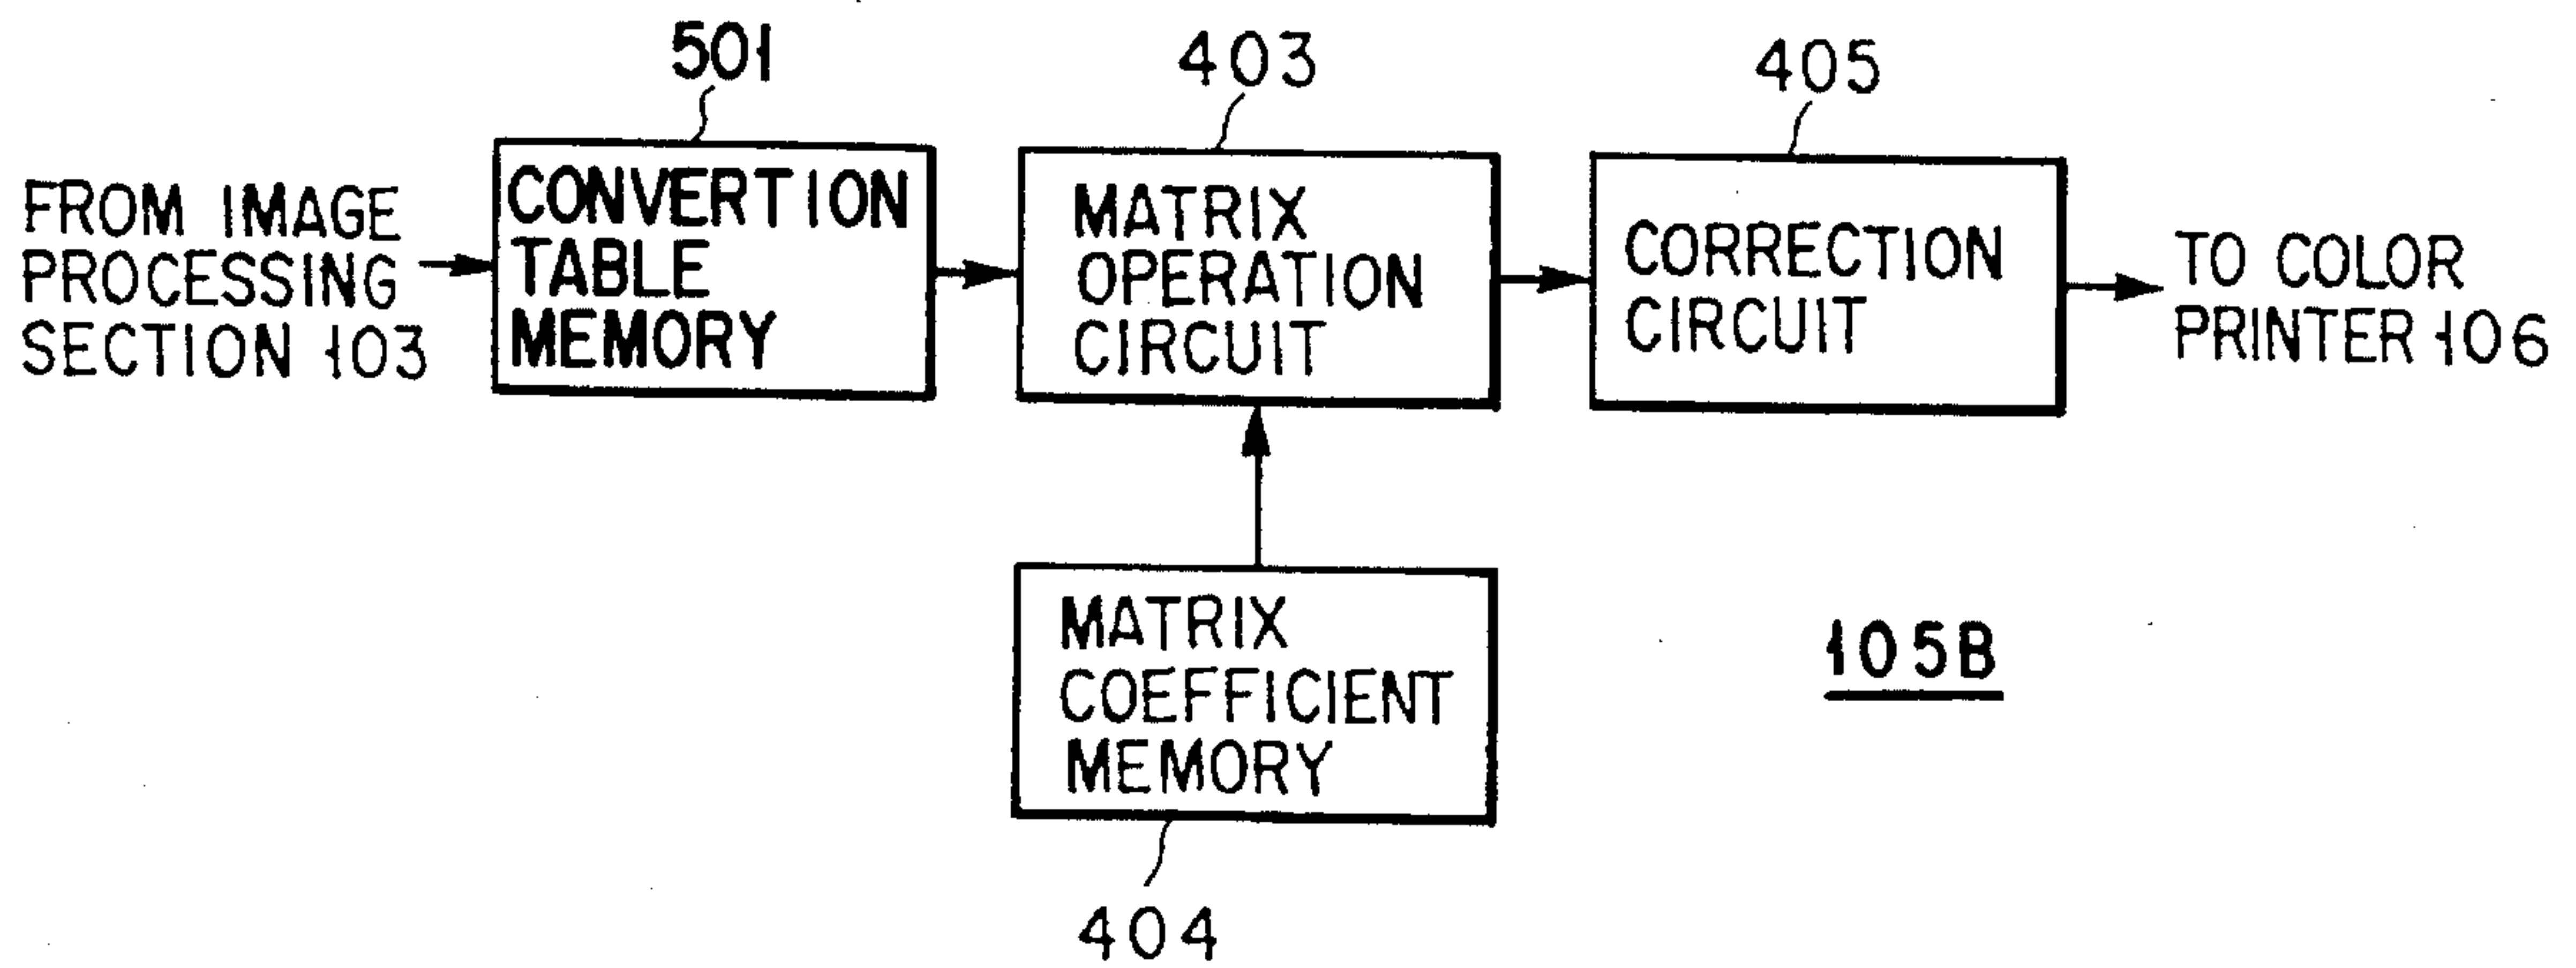 501
403
405
FROM IMAGE
PROCESSING
SECTION 103
CONVERTION
TABLE
MEMORY
MATRIX
OPERATION
CIRCUIT
CORRECTION
CIRCUIT
TO COLOR
PRINTER 106
MATRIX
COEFFICIENT
MEMORY
105B
404